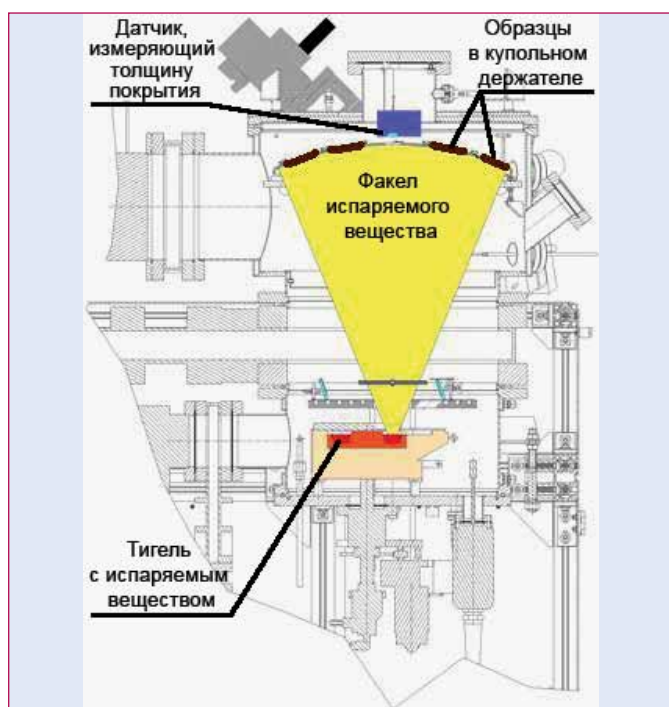 Датчик,
измеряющий
толщину
покрытия
Образцы
в купольном
держателе
Факел
испаряемого
вещества
Тигель
с испаряемым
веществом